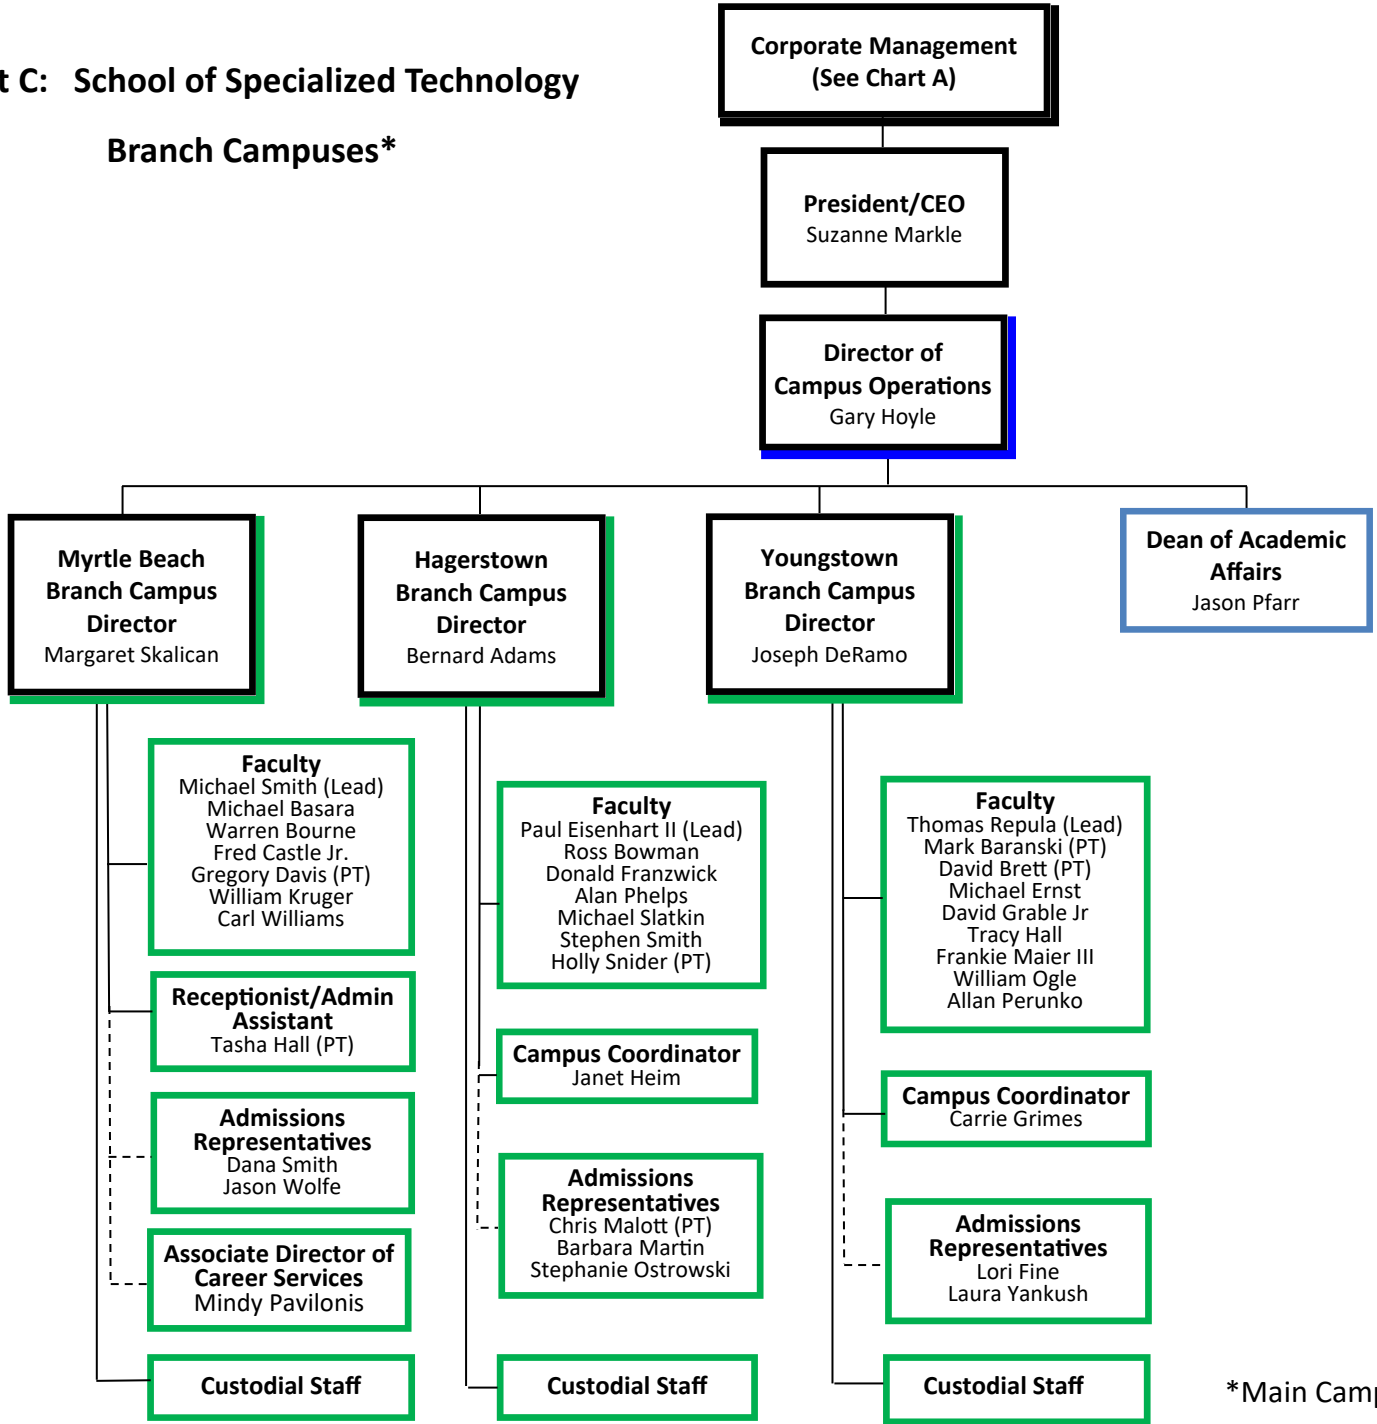 t C: School of Specialized Technology
Branch Campuses*
Corporate Management
(See Chart A)
President/CEO
Suzanne Markle
Director of
Campus Operations
Gary Hoyle
Myrtle Beach
Branch Campus
Director
Margaret Skalican
Hagerstown
Branch Campus
Director
Bernard Adams
Youngstown
Branch Campus
Director
Joseph DeRamo
Dean of Academic
Affairs
Jason Pfarr
Faculty
Michael Smith (Lead)
Michael Basara
Warren Bourne
Fred Castle Jr.
Gregory Davis (PT)
William Kruger
Carl Williams
Receptionist/Admin
Assistant
Tasha Hall (PT)
Admissions
Representatives
Dana Smith
Jason Wolfe
Associate Director of
Career Services
Mindy Pavilonis
Custodial Staff
Faculty
Paul Eisenhart II (Lead)
Ross Bowman
Donald Franzwick
Alan Phelps
Michael Slatkin
Stephen Smith
Holly Snider (PT)
Campus Coordinator
Janet Heim
Admissions
Representatives
Chris Malott (PT)
Barbara Martin
Stephanie Ostrowski
Custodial Staff
Faculty
Thomas Repula (Lead)
Mark Baranski (PT)
David Brett (PT)
Michael Ernst
David Grable Jr
Tracy Hall
Frankie Maier III
William Ogle
Allan Perunko
Campus Coordinator
Carrie Grimes
Admissions
Representatives
Lori Fine
Laura Yankush
Custodial Staff
*Main Camp